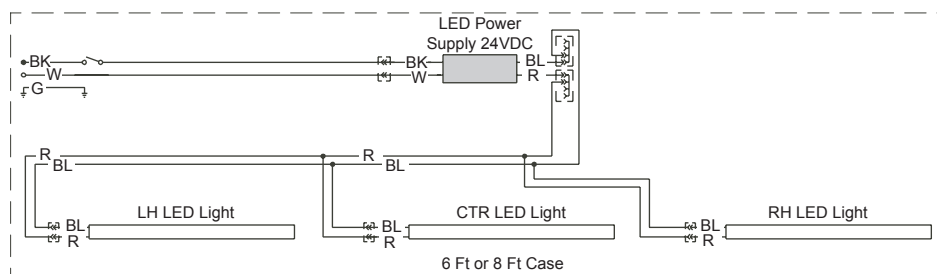 LED Power
Supply 24VDC
BK BK BL
W W R
G
R R
BL BL
LH LED Light CTR LED Light RH LED Light
BL BL BL
R R R
6 Ft or 8 Ft Case